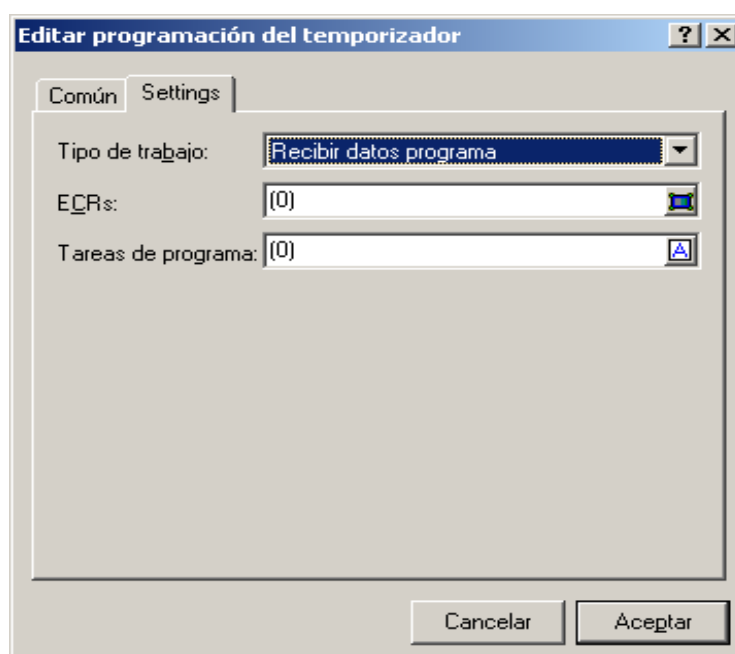 Editar programación del temporizador
Común Settings
Tipo de trabajo: Recibir datos programa
ECRs: (0)
Tareas de programa: (0) A
Cancelar Aceptar